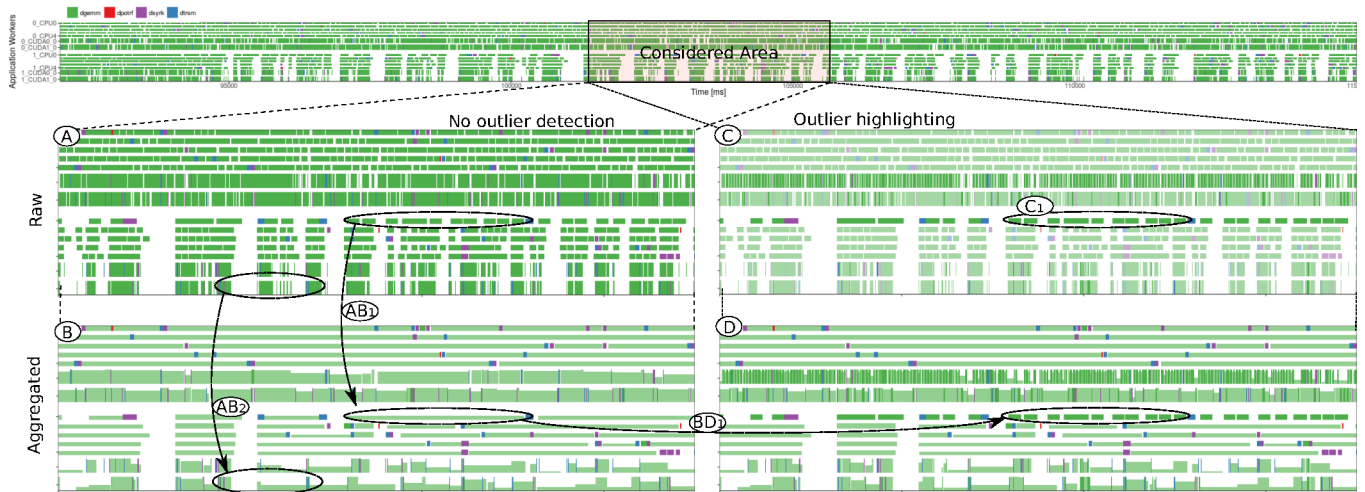 dgemm dpotrf dsyrk dtrsm
Application Workers
0_CPU0
0_CPU4
0_CUDA0_0
0_CUDA1_0
1_CPU0
1_CPU4
1_CUDA0_0
1_CUDA1_0
Considered Area
95000 100000 105000 110000
Time [ms]
No outlier detection
Outlier highlighting
A
C
Raw
C1
AB1
B
D
Aggregated
AB2
BD1